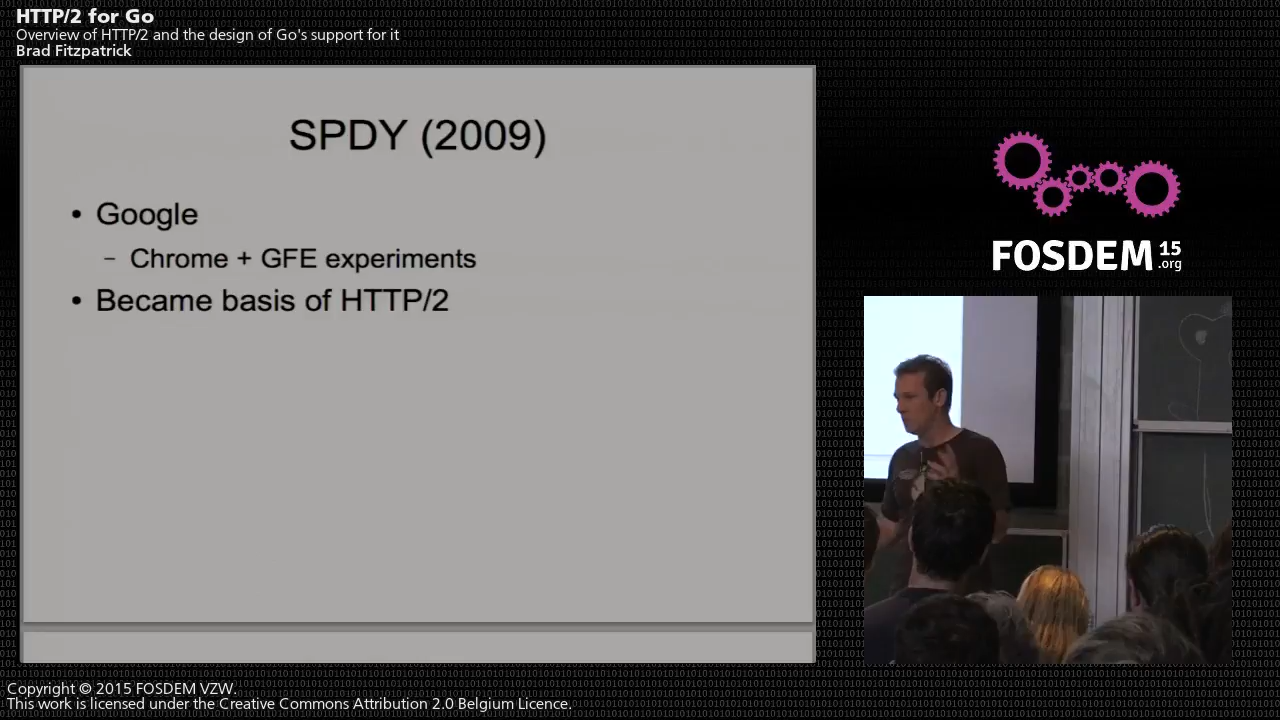 HTTP/2 for Go
Overview of HTTP/2 and the design of Go's support for it
Brad Fitzpatrick
SPDY (2009)
• Google
– Chrome + GFE experiments
• Became basis of HTTP/2
FOSDEM 15
.org
Copyright © 2015 FOSDEM VZW.
This work is licensed under the Creative Commons Attribution 2.0 Belgium Licence.